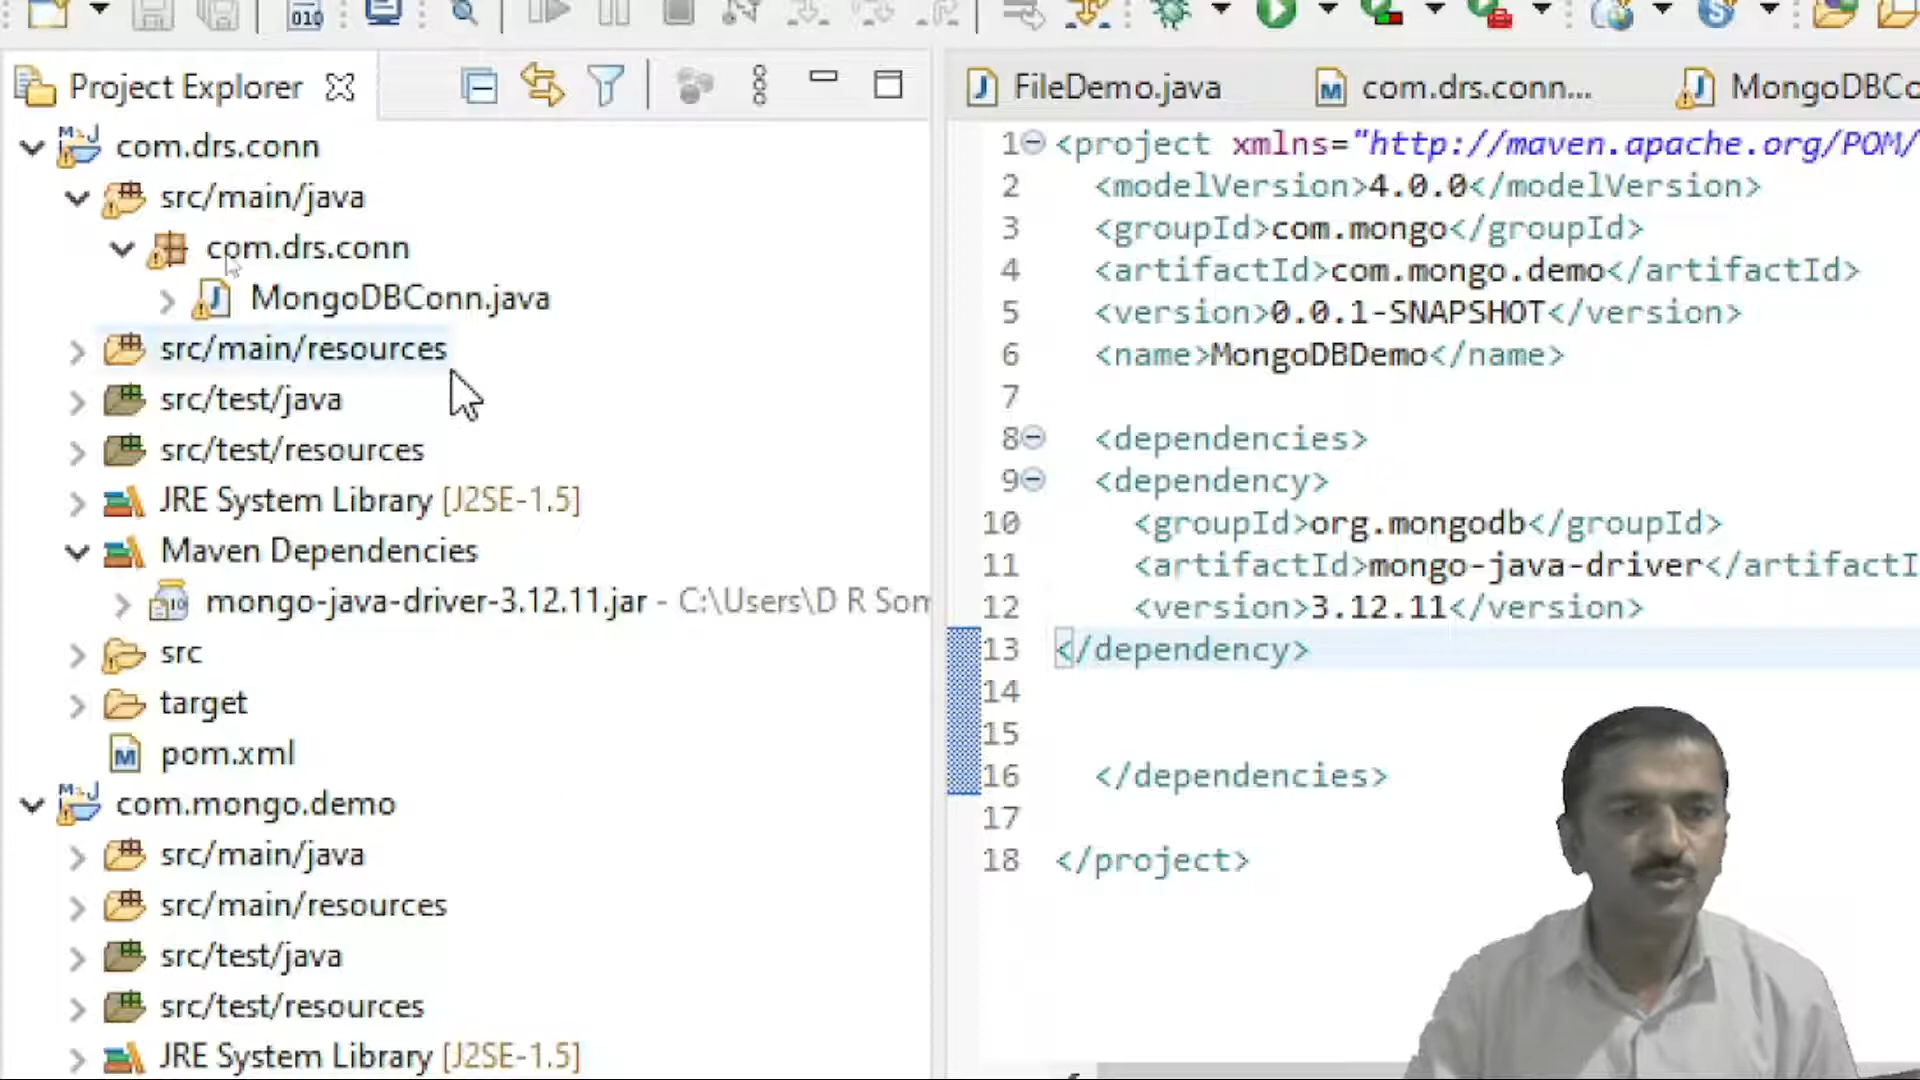 010
Project Explorer
com.drs.conn
src/main/java
com.drs.conn
MongoDBConn.java
src/main/resources
src/test/java
src/test/resources
JRE System Library [J2SE-1.5]
Maven Dependencies
mongo-java-driver-3.12.11.jar - C:\Users\D R Som
src
target
pom.xml
com.mongo.demo
src/main/java
src/main/resources
src/test/java
src/test/resources
JRE System Library [J2SE-1.5]
FileDemo.java
com.drs.conn...
MongoDBCo
1 <project xmlns="http://maven.apache.org/POM/
2 <modelVersion>4.0.0</modelVersion>
3 <groupId>com.mongo</groupId>
4 <artifactId>com.mongo.demo</artifactId>
5 <version>0.0.1-SNAPSHOT</version>
6 <name>MongoDBDemo</name>
7
8 <dependencies>
9 <dependency>
10 <groupId>org.mongodb</groupId>
11 <artifactId>mongo-java-driver</artifactI
12 <version>3.12.11</version>
13 </dependency>
14
15
16 </dependencies>
17
18 </project>